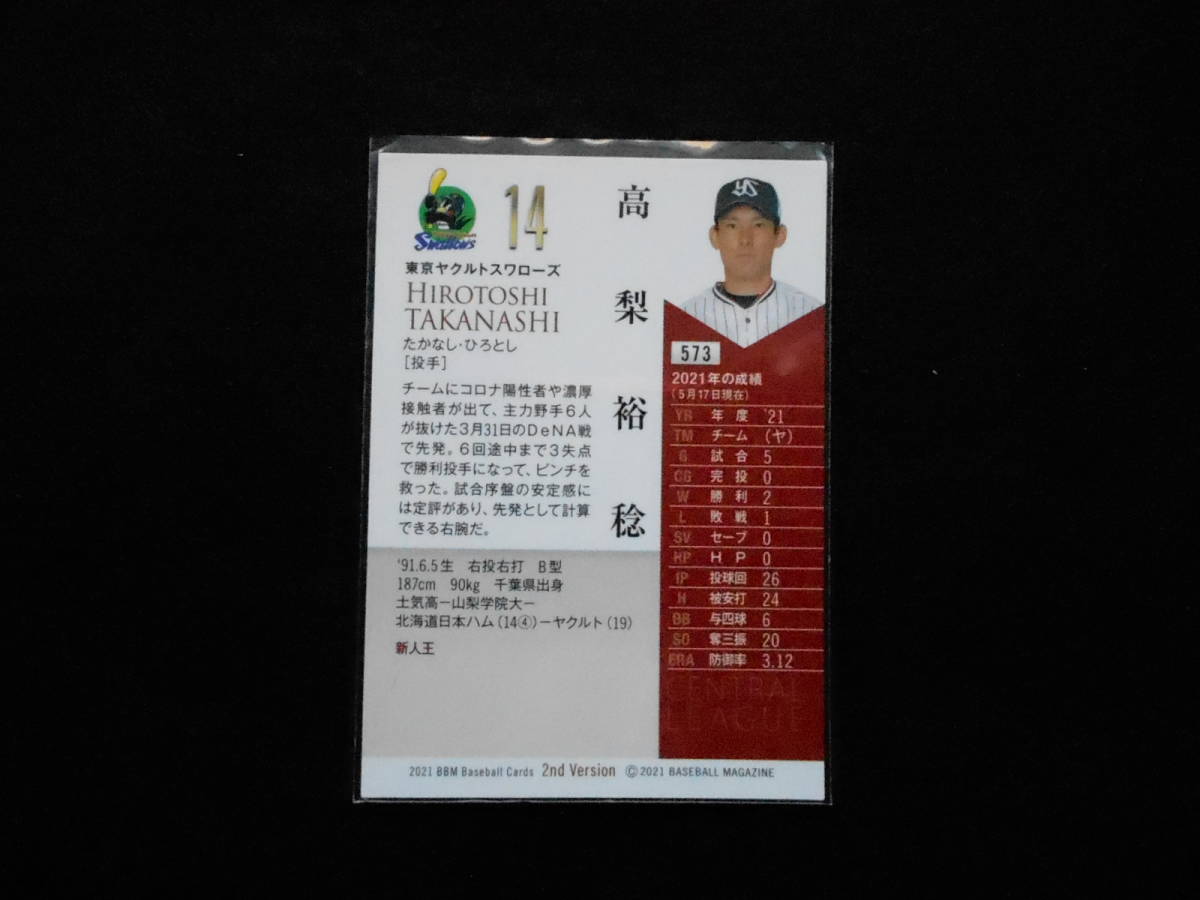 Swallows
14
東京ヤクルトスワローズ
HIROTOSHI
TAKANASHI
たかなし・ひろとし
[投手]
高梨裕稔
チームにコロナ陽性者や濃厚
接触者が出て、主力野手6人
が抜けた3月31日のDeNA戦
で先発。6回途中まで3失点
で勝利投手になって、ピンチを
救った。試合序盤の安定感に
は定評があり、先発として計算
できる右腕だ。
'91.6.5生 右投右打 B型
187cm 90kg 千葉県出身
土気高ー山梨学院大ー
北海道日本ハム(14④)ーヤクルト(19)
新人王
YS
573
2021年の成績
(5月17日現在)
YR 年度 '21
TM チーム (ヤ)
G 試合 5
CG 完投 0
W 勝利 2
L 敗戦 1
SV セーブ 0
HP HP 0
IP 投球回 26
H 被安打 24
BB 与四球 6
SO 奪三振 20
ERA 防御率 3.12
CENTRAL
LEAGUE
2021 BBM Baseball Cards 2nd Version ©2021 BASEBALL MAGAZINE